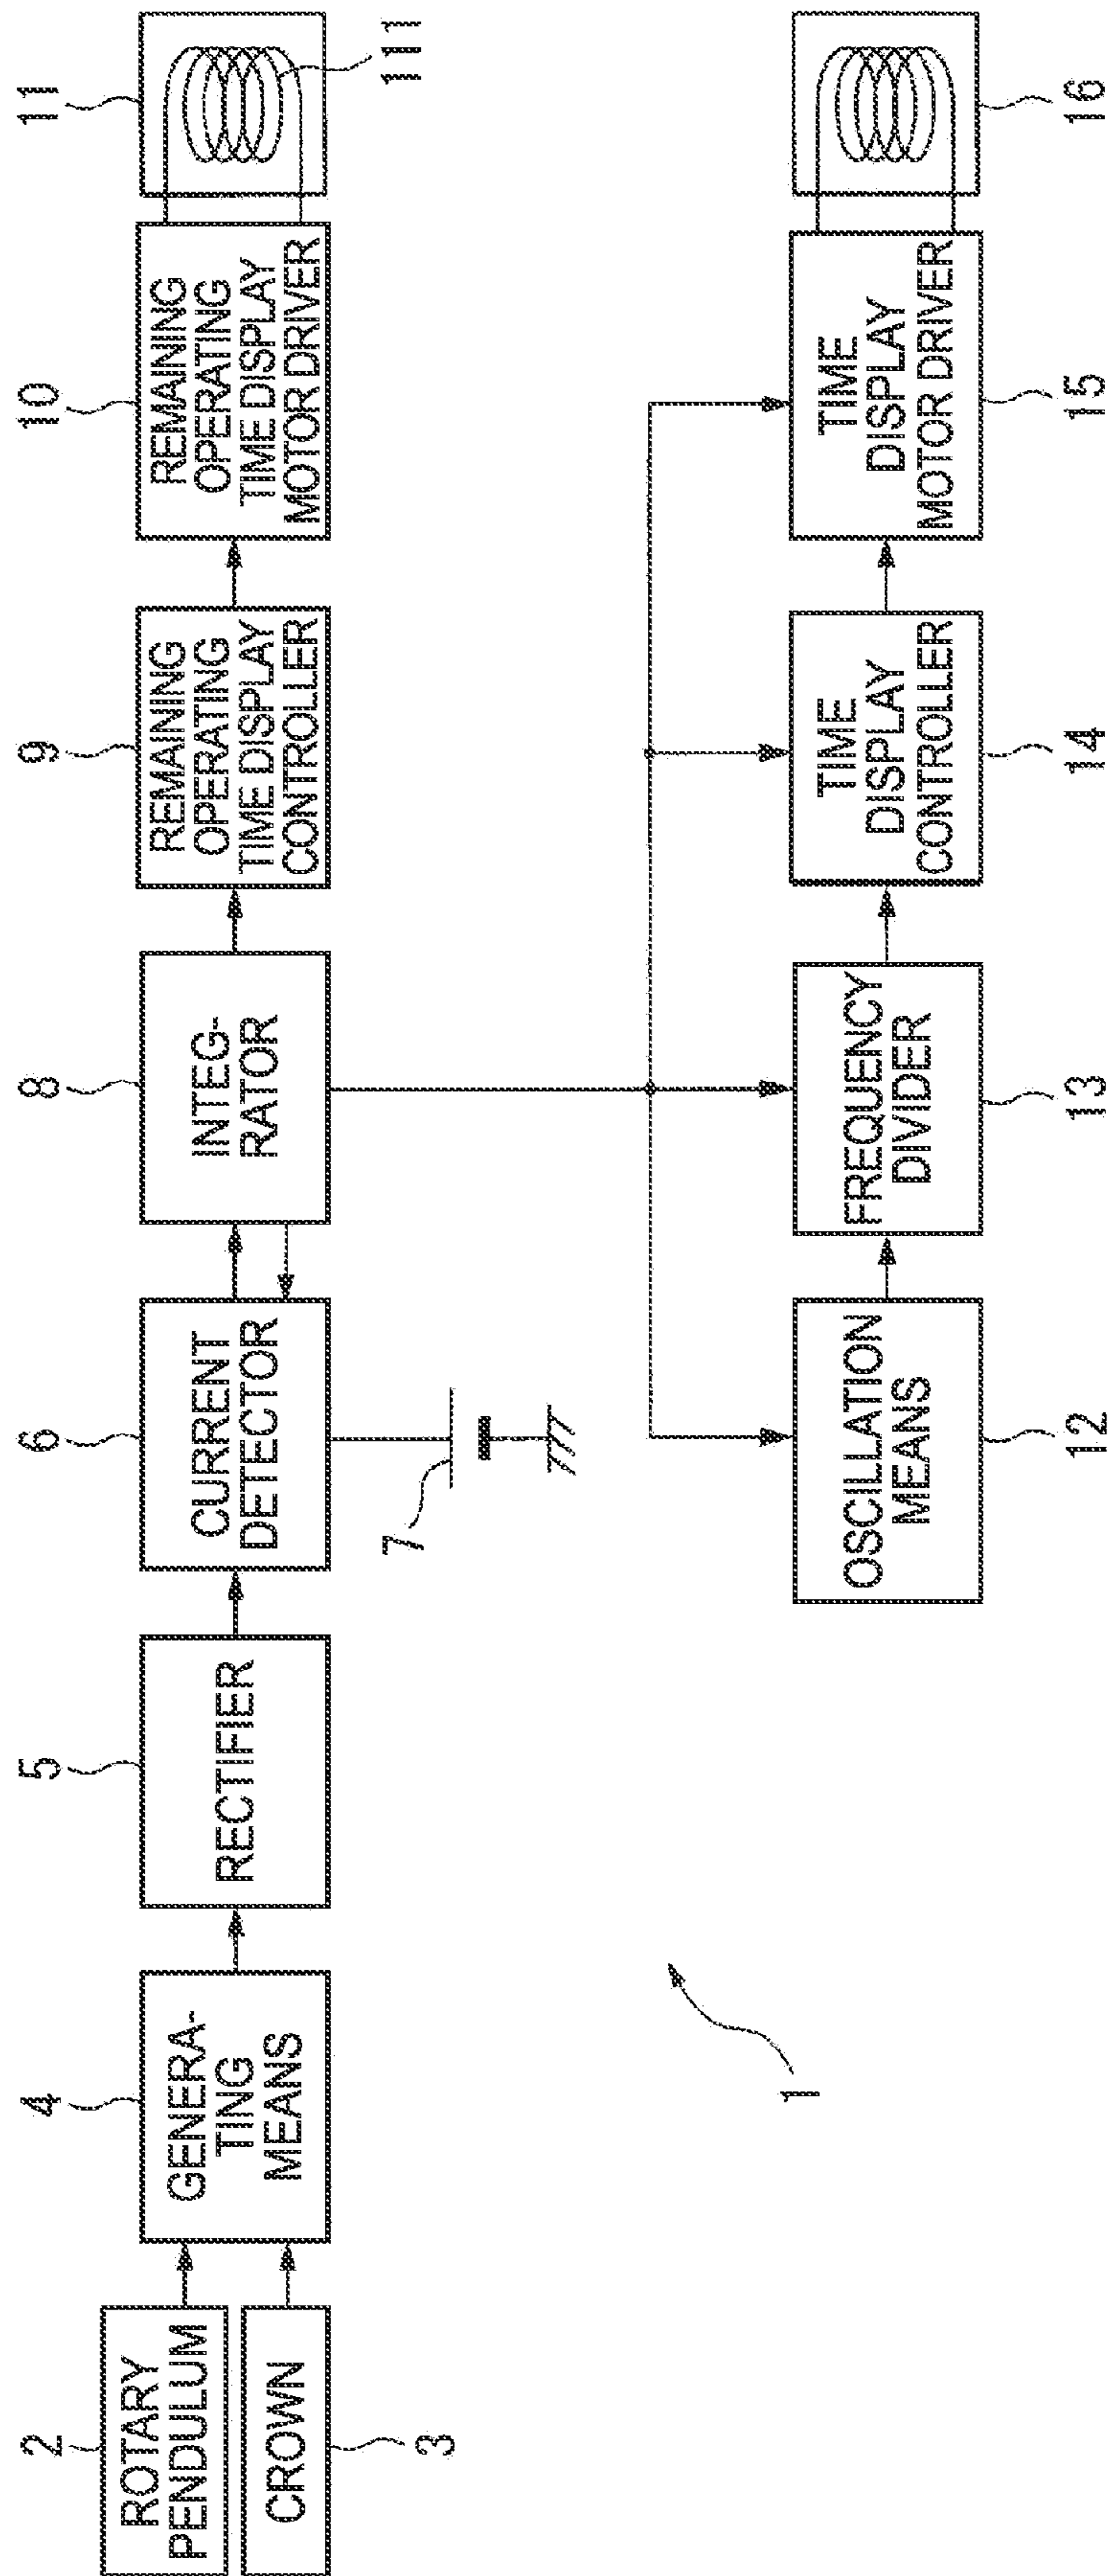 2
ROTARY
PENDULUM
CROWN
3
4
GENERA-
TING
MEANS
5
RECTIFIER
6
CURRENT
DETECTOR
7
8
INTEG-
RATOR
9
REMAINING
OPERATING
TIME DISPLAY
CONTROLLER
10
REMAINING
OPERATING
TIME DISPLAY
MOTOR DRIVER
11
111
1
OSCILLATION
MEANS
12
FREQUENCY
DIVIDER
13
TIME
DISPLAY
CONTROLLER
14
TIME
DISPLAY
MOTOR DRIVER
15
16